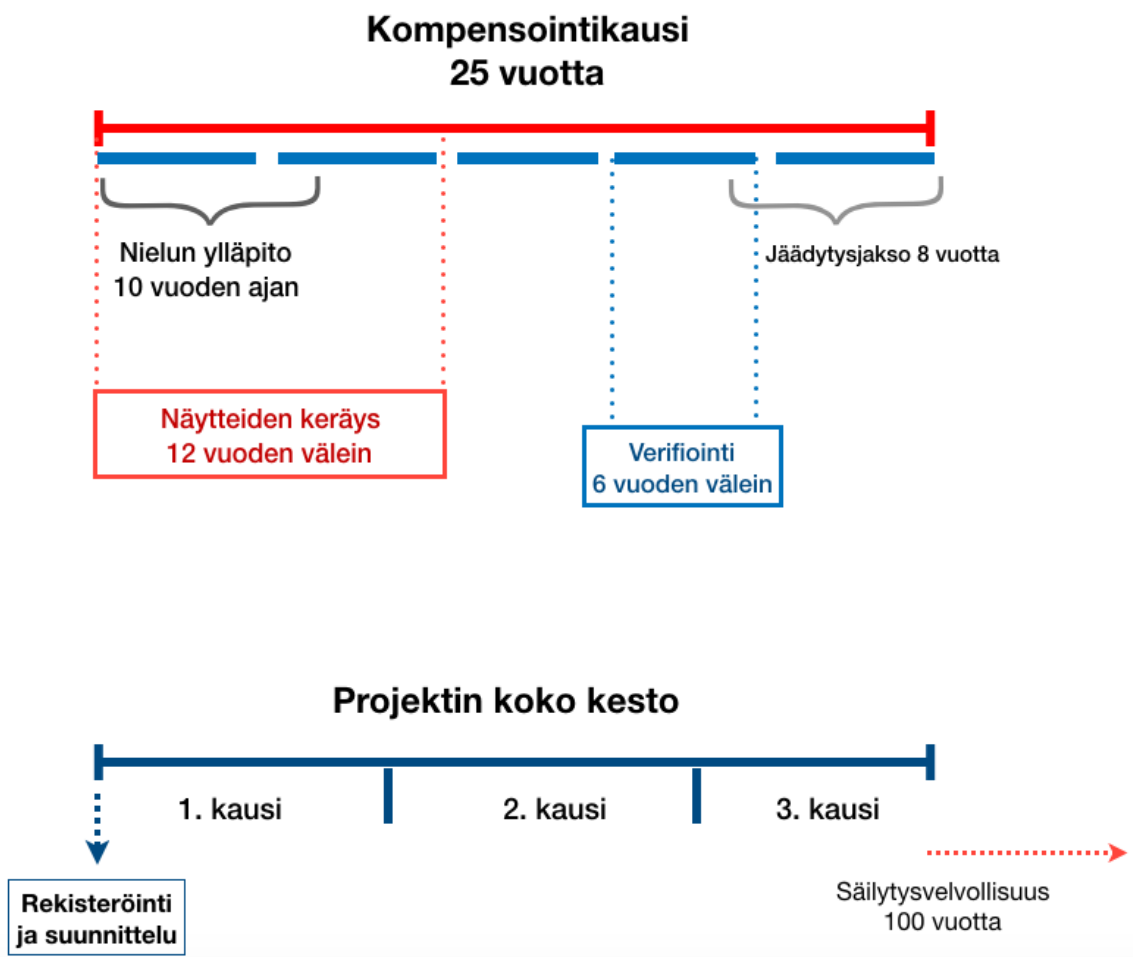 Kompensointikausi
25 vuotta
Nielun ylläpito
10 vuoden ajan
Jäädytysjakso 8 vuotta
Näytteiden keräys
12 vuoden välein
Verifiointi
6 vuoden välein
Projektin koko kesto
1. kausi
2. kausi
3. kausi
Rekisteröinti
ja suunnittelu
Säilytysvelvollisuus
100 vuotta